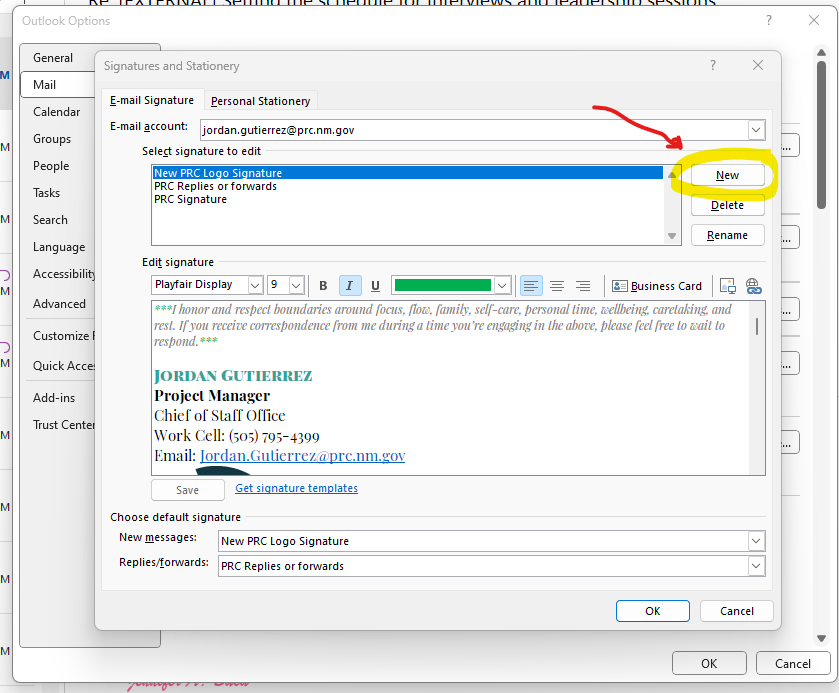 Re: [EXTERNAL] Setting the schedule for interviews and leadership sessions
Outlook Options
?
General
Mail
Calendar
Groups
People
Tasks
Search
Language
Accessibility
Advanced
Customize R
Quick Acces
Add-ins
Trust Center
Signatures and Stationery
?
E-mail Signature
Personal Stationery
E-mail account:
jordan.gutierrez@prc.nm.gov
Select signature to edit
New PRC Logo Signature
PRC Replies or forwards
PRC Signature
New
Delete
Rename
Edit signature
Playfair Display
9
B
I
U
Business Card
***I honor and respect boundaries around focus, flow, family, self-care, personal time, wellbeing, caretaking, and
rest. If you receive correspondence from me during a time you're engaging in the above, please feel free to wait to
respond.***
JORDAN GUTIERREZ
Project Manager
Chief of Staff Office
Work Cell: (505) 795-4399
Email: Jordan.Gutierrez@prc.nm.gov
Save
Get signature templates
Choose default signature
New messages:
New PRC Logo Signature
Replies/forwards:
PRC Replies or forwards
OK
Cancel
OK
Cancel